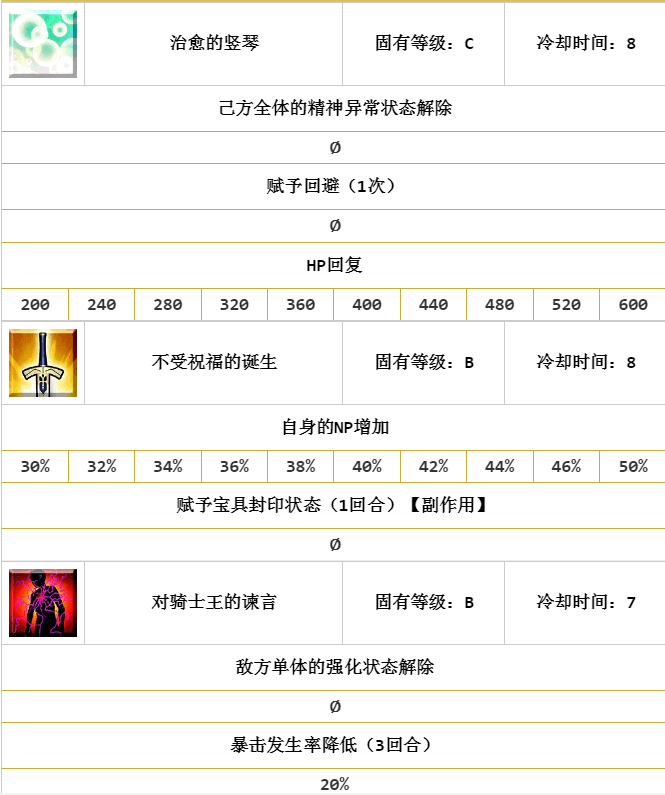 治愈的竖琴 固有等级：C 冷却时间：8
己方全体的精神异常状态解除
Ø
赋予回避（1次）
Ø
HP回复
200 240 280 320 360 400 440 480 520 600
不受祝福的诞生 固有等级：B 冷却时间：8
自身的NP增加
30% 32% 34% 36% 38% 40% 42% 44% 46% 50%
赋予宝具封印状态（1回合）【副作用】
Ø
对骑士王的谏言 固有等级：B 冷却时间：7
敌方单体的强化状态解除
Ø
暴击发生率降低（3回合）
20%